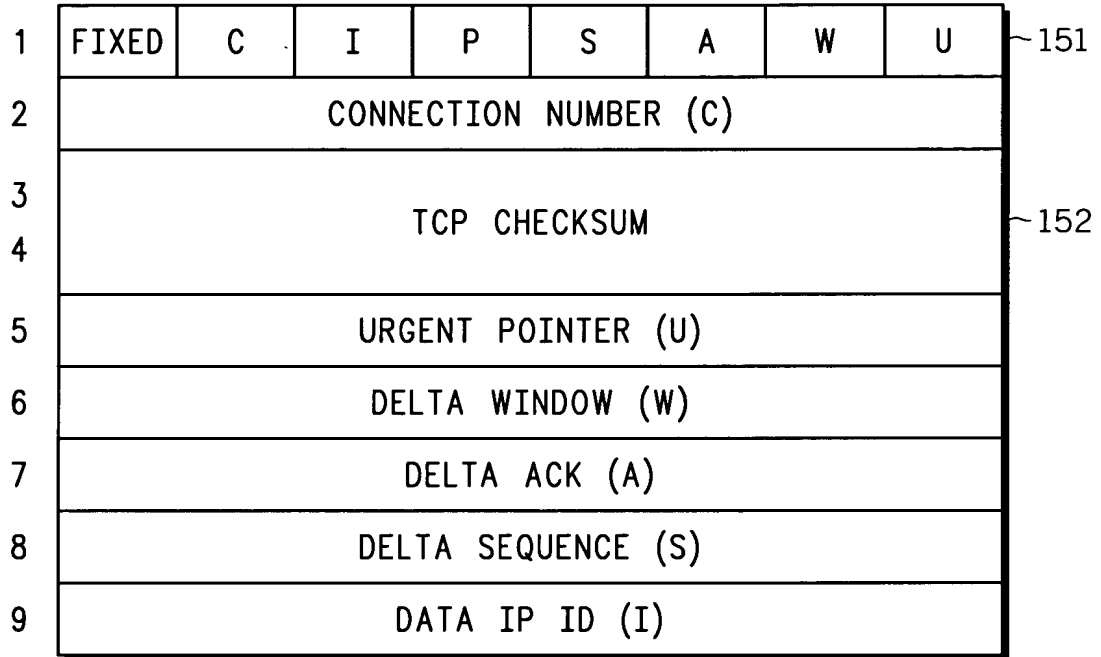 1 FIXED C I P S A W U ~151
2 CONNECTION NUMBER (C)
3
TCP CHECKSUM ~152
4
5 URGENT POINTER (U)
6 DELTA WINDOW (W)
7 DELTA ACK (A)
8 DELTA SEQUENCE (S)
9 DATA IP ID (I)